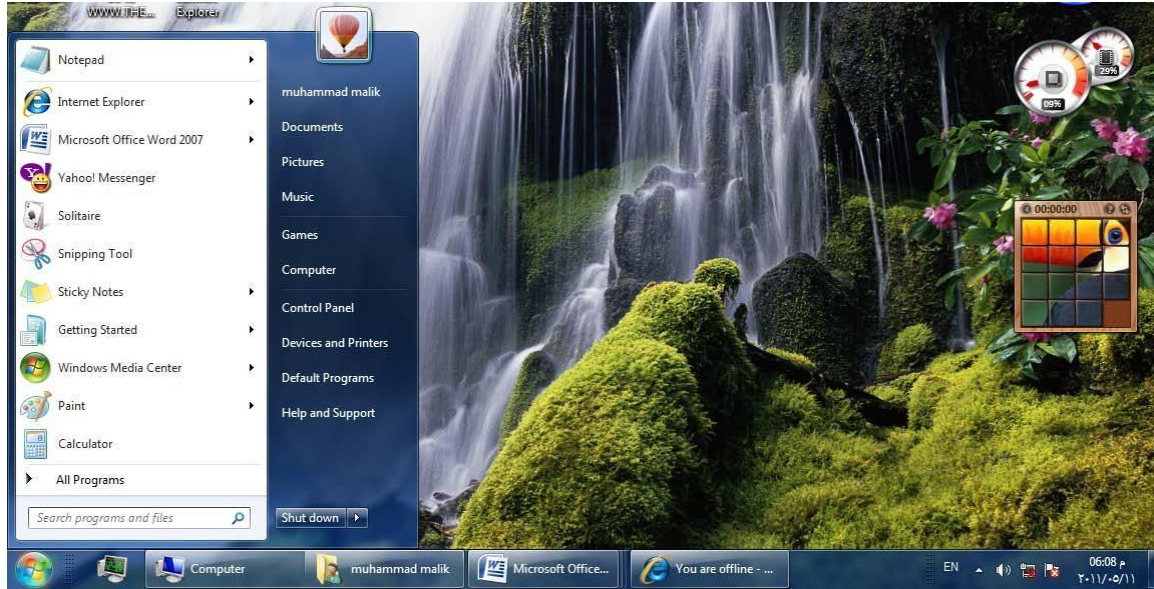 WWW.THE...
Explorer
Notepad
Internet Explorer
Microsoft Office Word 2007
Yahoo! Messenger
Solitaire
Snipping Tool
Sticky Notes
Getting Started
Windows Media Center
Paint
Calculator
All Programs
Search programs and files
muhammad malik
Documents
Pictures
Music
Games
Computer
Control Panel
Devices and Printers
Default Programs
Help and Support
Shut down
29%
09%
00:00:00
Computer
muhammad malik
Microsoft Office...
You are offline - ...
EN
06:08 م
٢٠١١/٠٥/١١